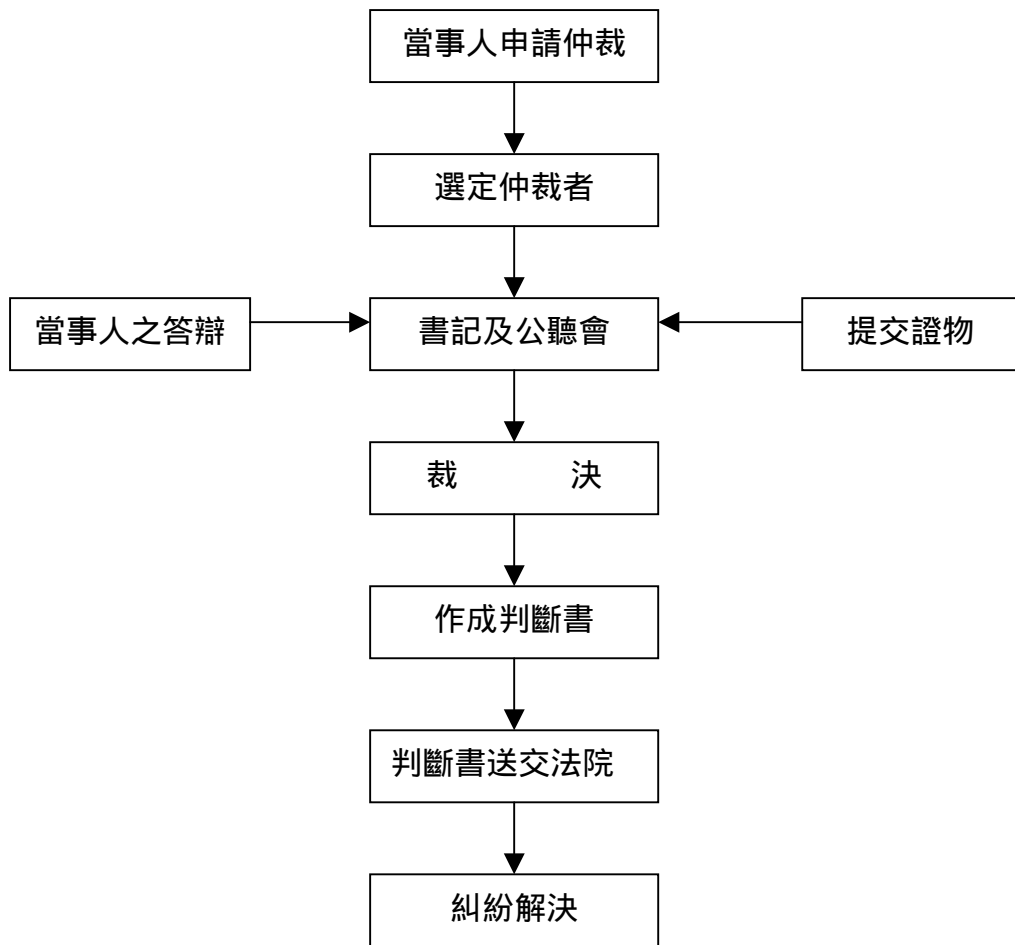 當事人申請仲裁
選定仲裁者
當事人之答辯
書記及公聽會
提交證物
裁 決
作成判斷書
判斷書送交法院
糾紛解決